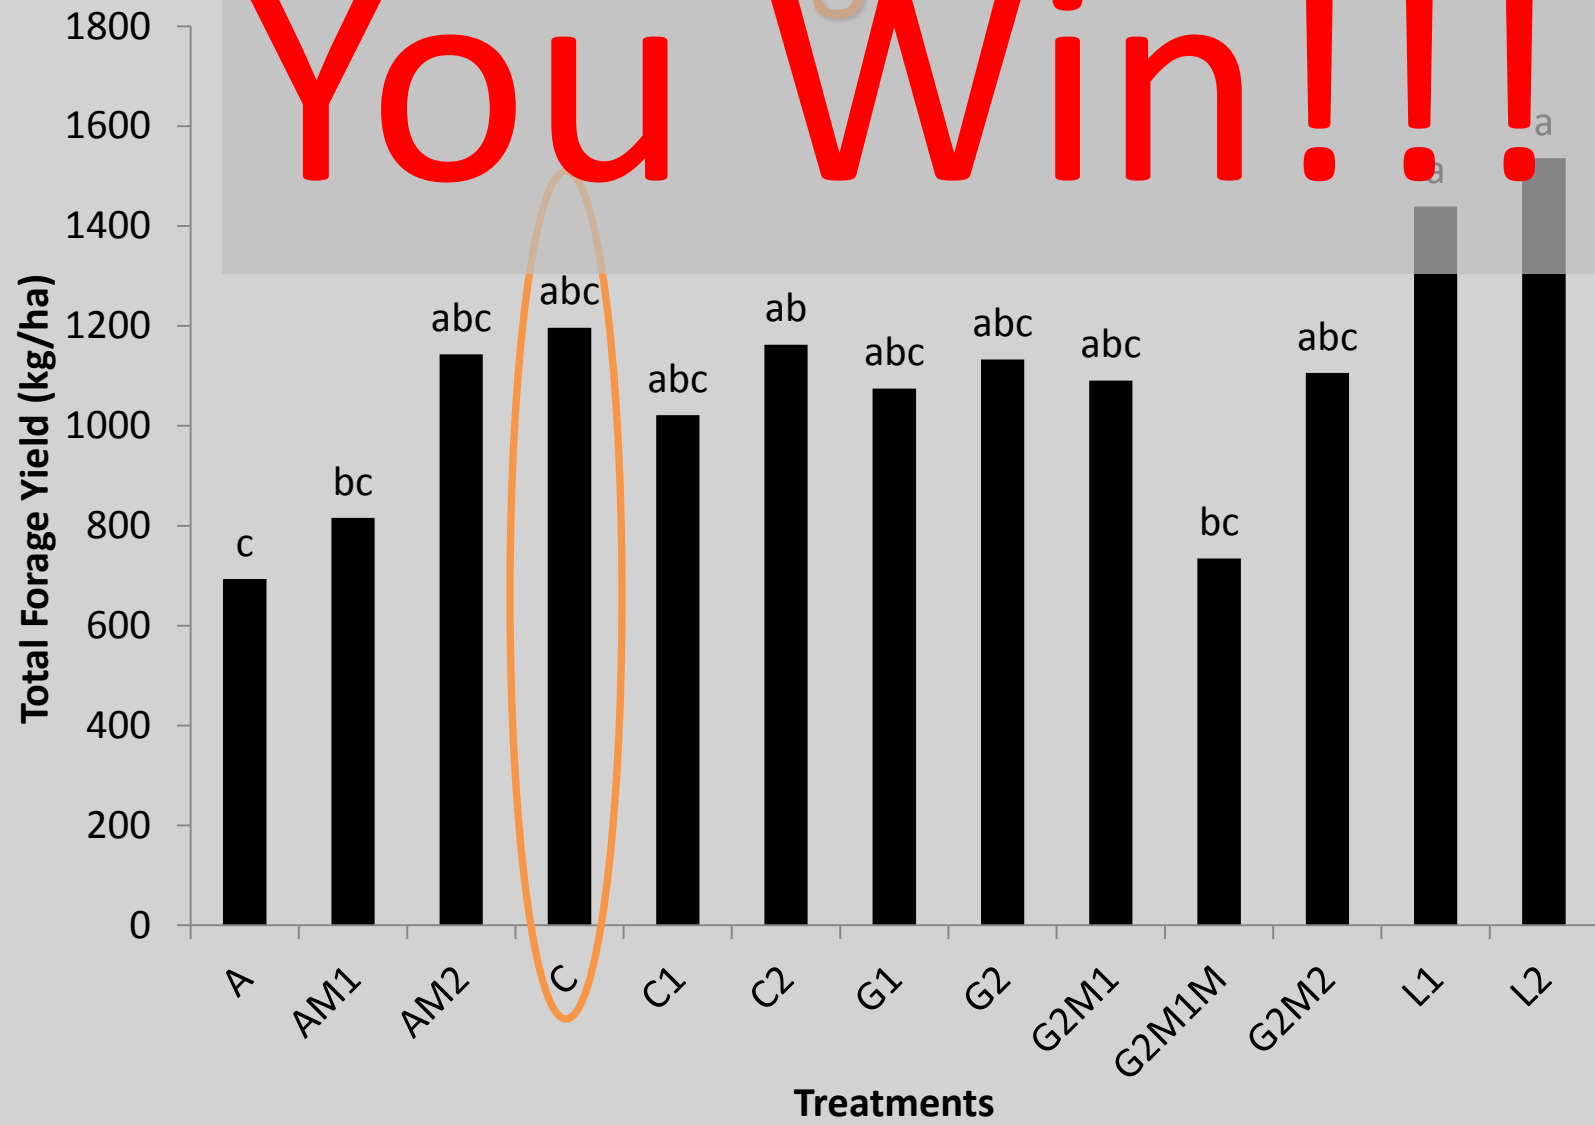 You Win!!!
1800
1600
1400
1200
1000
800
600
400
200
0
Total Forage Yield (kg/ha)
c
bc
abc
abc
abc
ab
abc
abc
abc
bc
abc
a
a
A
AM1
AM2
C
C1
C2
G1
G2
G2M1
G2M1M
G2M2
L1
L2
Treatments